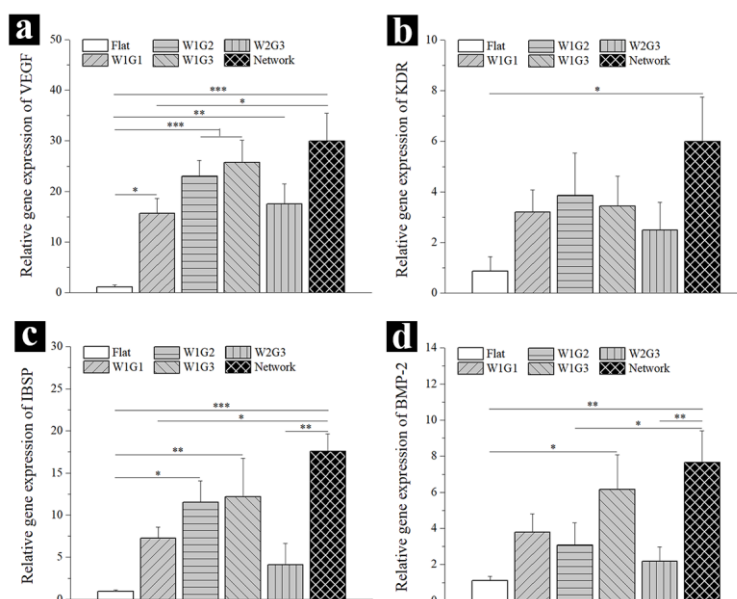 a
Relative gene expression of VEGF
50
40
30
20
10
0
Flat W1G2 W2G3
W1G1 W1G3 Network
***
*
**
***
*
b
Relative gene expression of KDR
10
8
6
4
2
0
Flat W1G2 W2G3
W1G1 W1G3 Network
*
c
Relative gene expression of IBSP
30
25
20
15
10
5
0
Flat W1G2 W2G3
W1G1 W1G3 Network
***
*
**
**
*
d
Relative gene expression of BMP-2
14
12
10
8
6
4
2
0
Flat W1G2 W2G3
W1G1 W1G3 Network
**
**
*
*